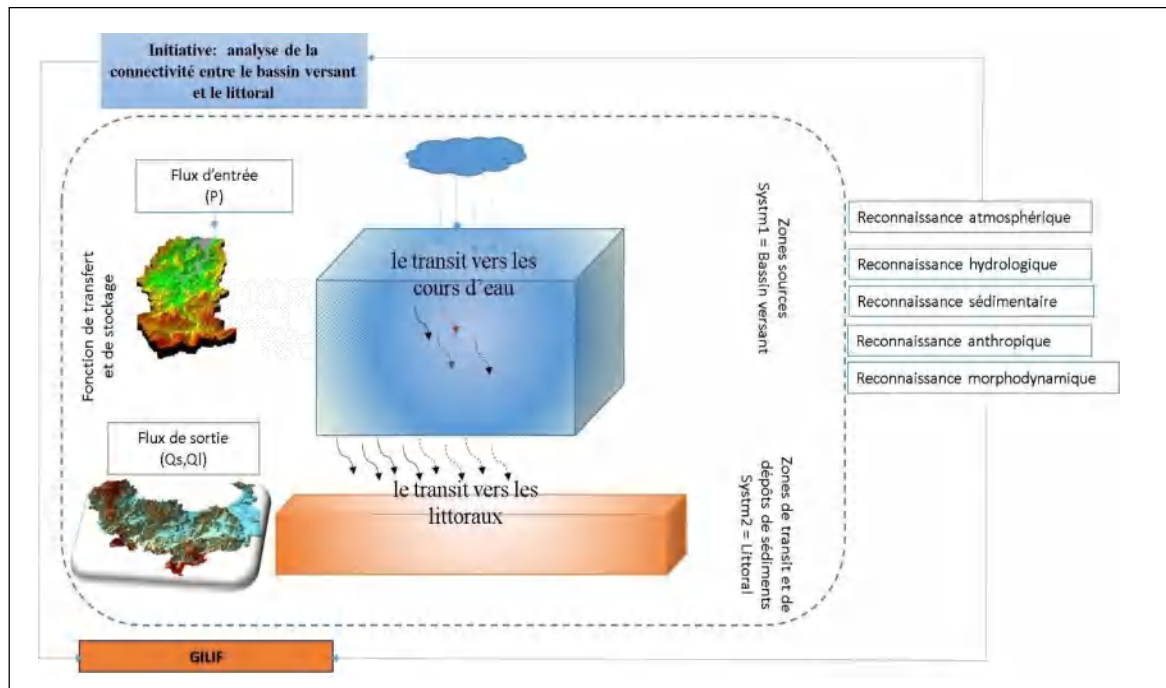 Initiative: analyse de la
connectivité entre le bassin versant
et le littoral
Flux d'entrée
(P)
Fonction de transfert
et de stockage
le transit vers les
cours d'eau
Zones sources
Systm1 = Bassin versant
Reconnaissance atmosphérique
Reconnaissance hydrologique
Reconnaissance sédimentaire
Reconnaissance anthropique
Reconnaissance morphodynamique
Flux de sortie
(Qs,Ql)
le transit vers les
littoraux
Zones de transit et de
dépôts de sédiments
Systm2 = Littoral
GILIF